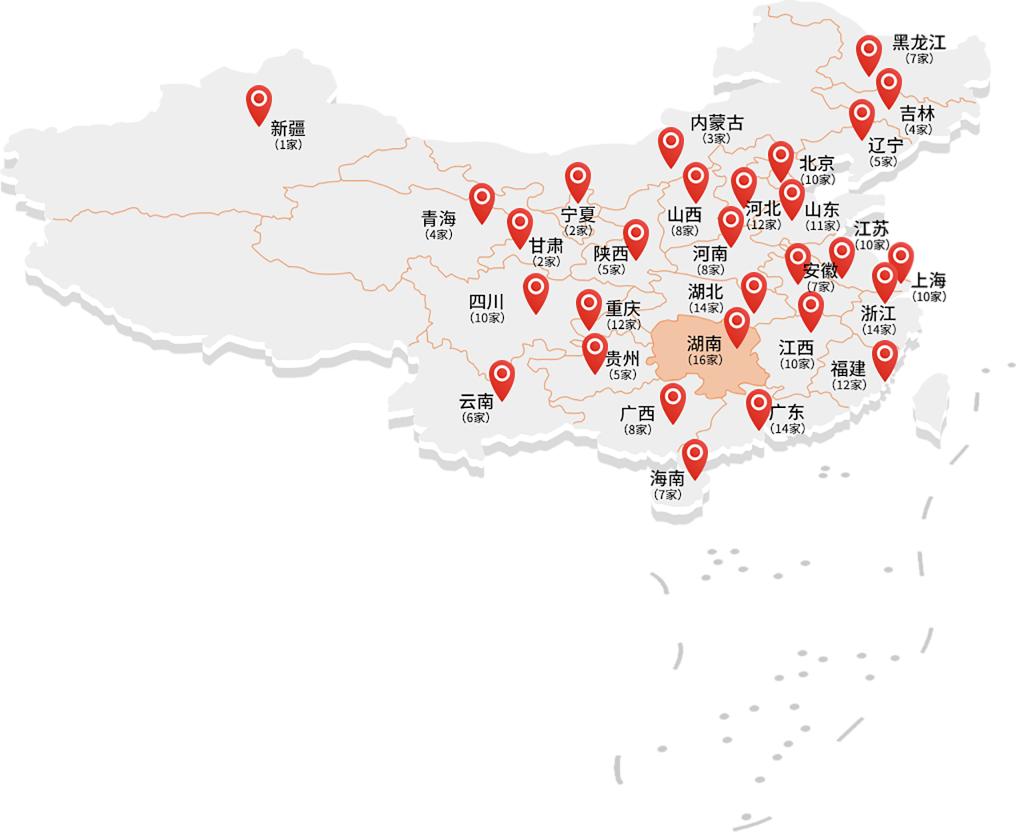 黑龙江
（7家）
吉林
（4家）
内蒙古
（3家）
新疆
（1家）
辽宁
（5家）
北京
（10家）
青海
（4家）
宁夏
（2家）
山西
（8家）
河北
（12家）
山东
（11家）
江苏
（10家）
甘肃
（2家）
陕西
（5家）
河南
（8家）
安徽
（7家）
上海
（10家）
四川
（10家）
重庆
（12家）
湖北
（14家）
浙江
（14家）
湖南
（16家）
江西
（10家）
贵州
（5家）
福建
（12家）
云南
（6家）
广西
（8家）
广东
（14家）
海南
（7家）